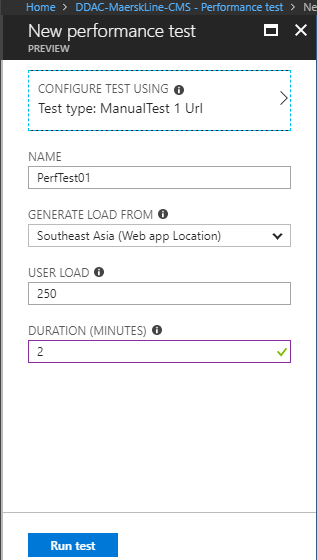 Home > DDAC-MaerskLine-CMS - Performance test > Ne
New performance test
PREVIEW
CONFIGURE TEST USING
Test type: ManualTest 1 Url
NAME
PerfTest01
GENERATE LOAD FROM
Southeast Asia (Web app Location)
USER LOAD
250
DURATION (MINUTES)
2
Run test